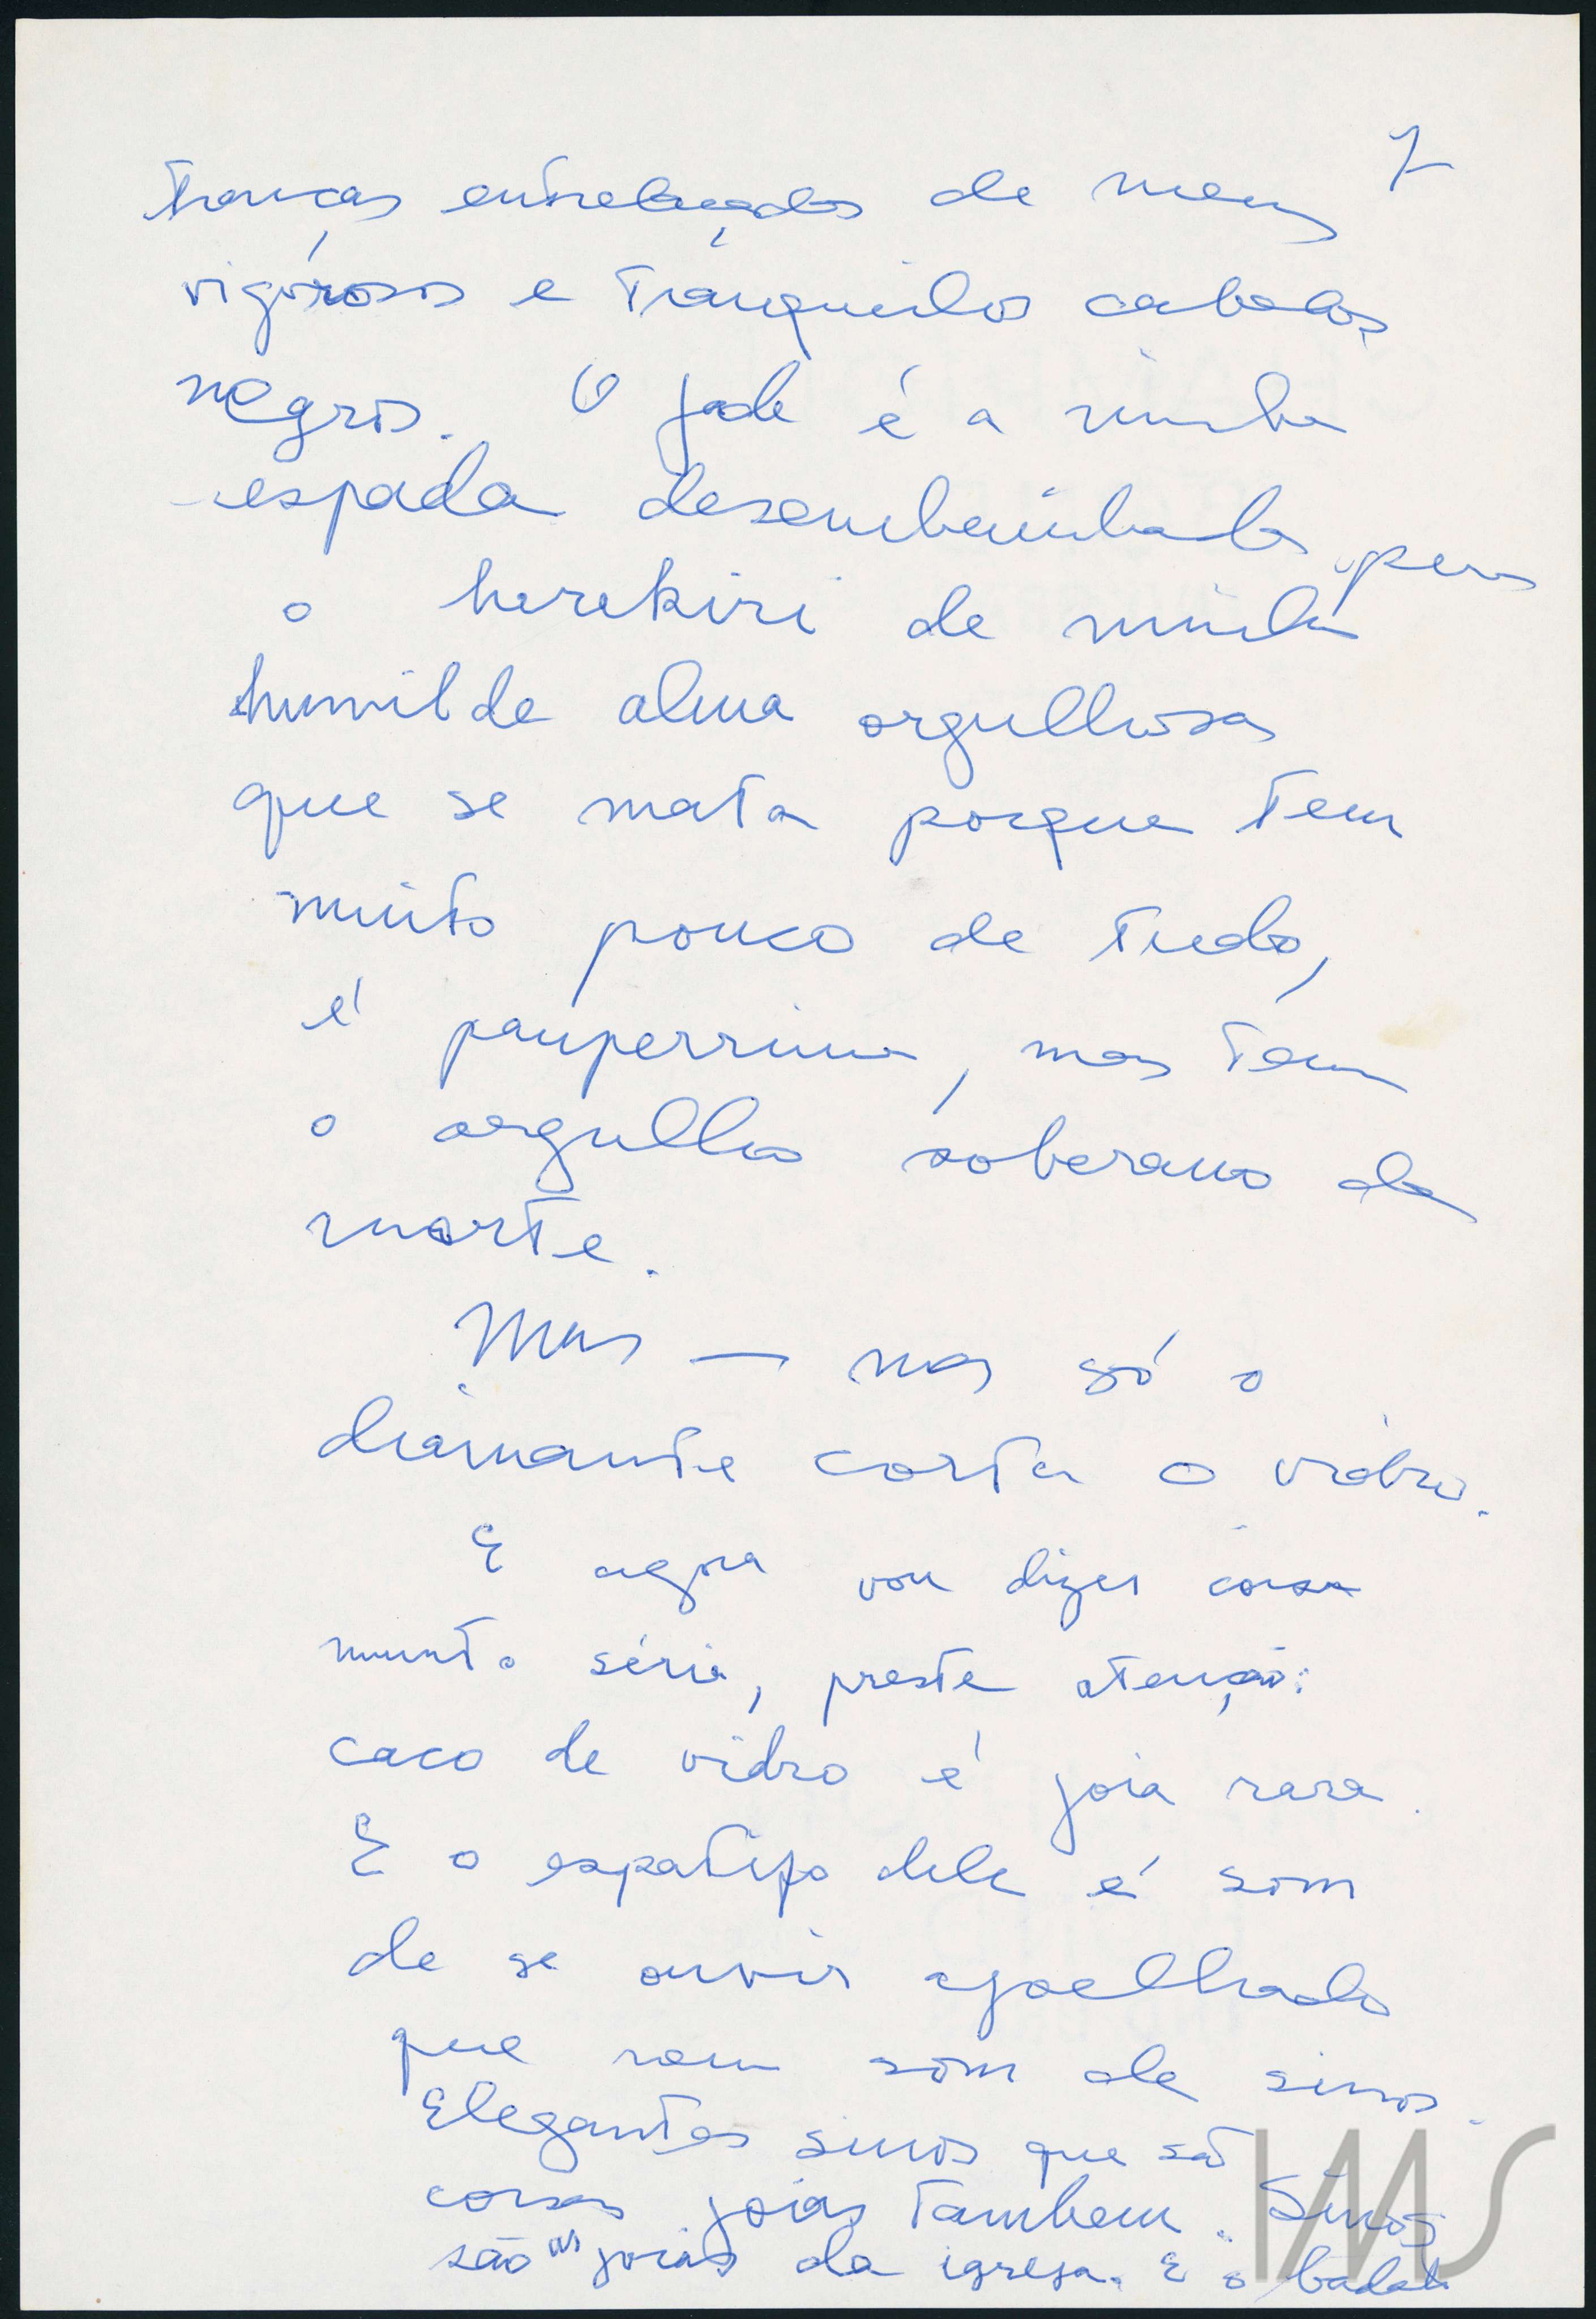 7
tranças entrelaçadas de meus
vigorosos e tranquilos cabelos
negros. O jade é a minha
espada desembainhada para
o harakiri de minha
humilde alma orgulhosa
que se mata porque tem
muito pouco de tudo,
é pauperrima, mas tem
o orgulho soberano da
morte.
Mas — mas só o
diamante corta o vidro.
E agora vou dizer coisa
muito séria, preste atenção:
caco de vidro é joia rara.
E o espatifo dele é som
de se ouvir ajoelhado
que nem som de sinos.
Elegantes sinos que são
coisas joias tambem. Sinos
são as joias da igreja. E o badalo
IMS